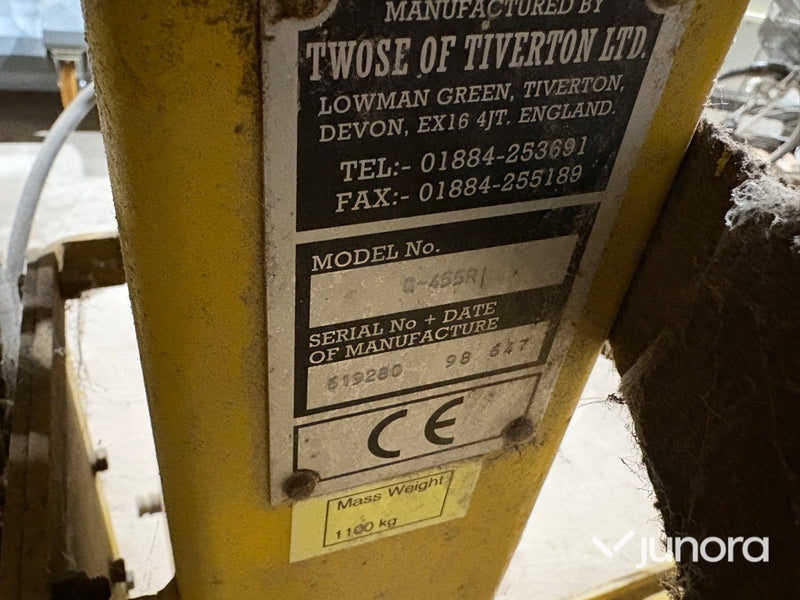 MANUFACTURED BY
TWOSE OF TIVERTON LTD.
LOWMAN GREEN, TIVERTON,
DEVON, EX16 4JT, ENGLAND.
TEL:- 01884-253691
FAX:- 01884-255189
MODEL No.
SERIAL No + DATE
OF MANUFACTURE
619280 98 647
CE
Mass Weight
1100 kg
junora